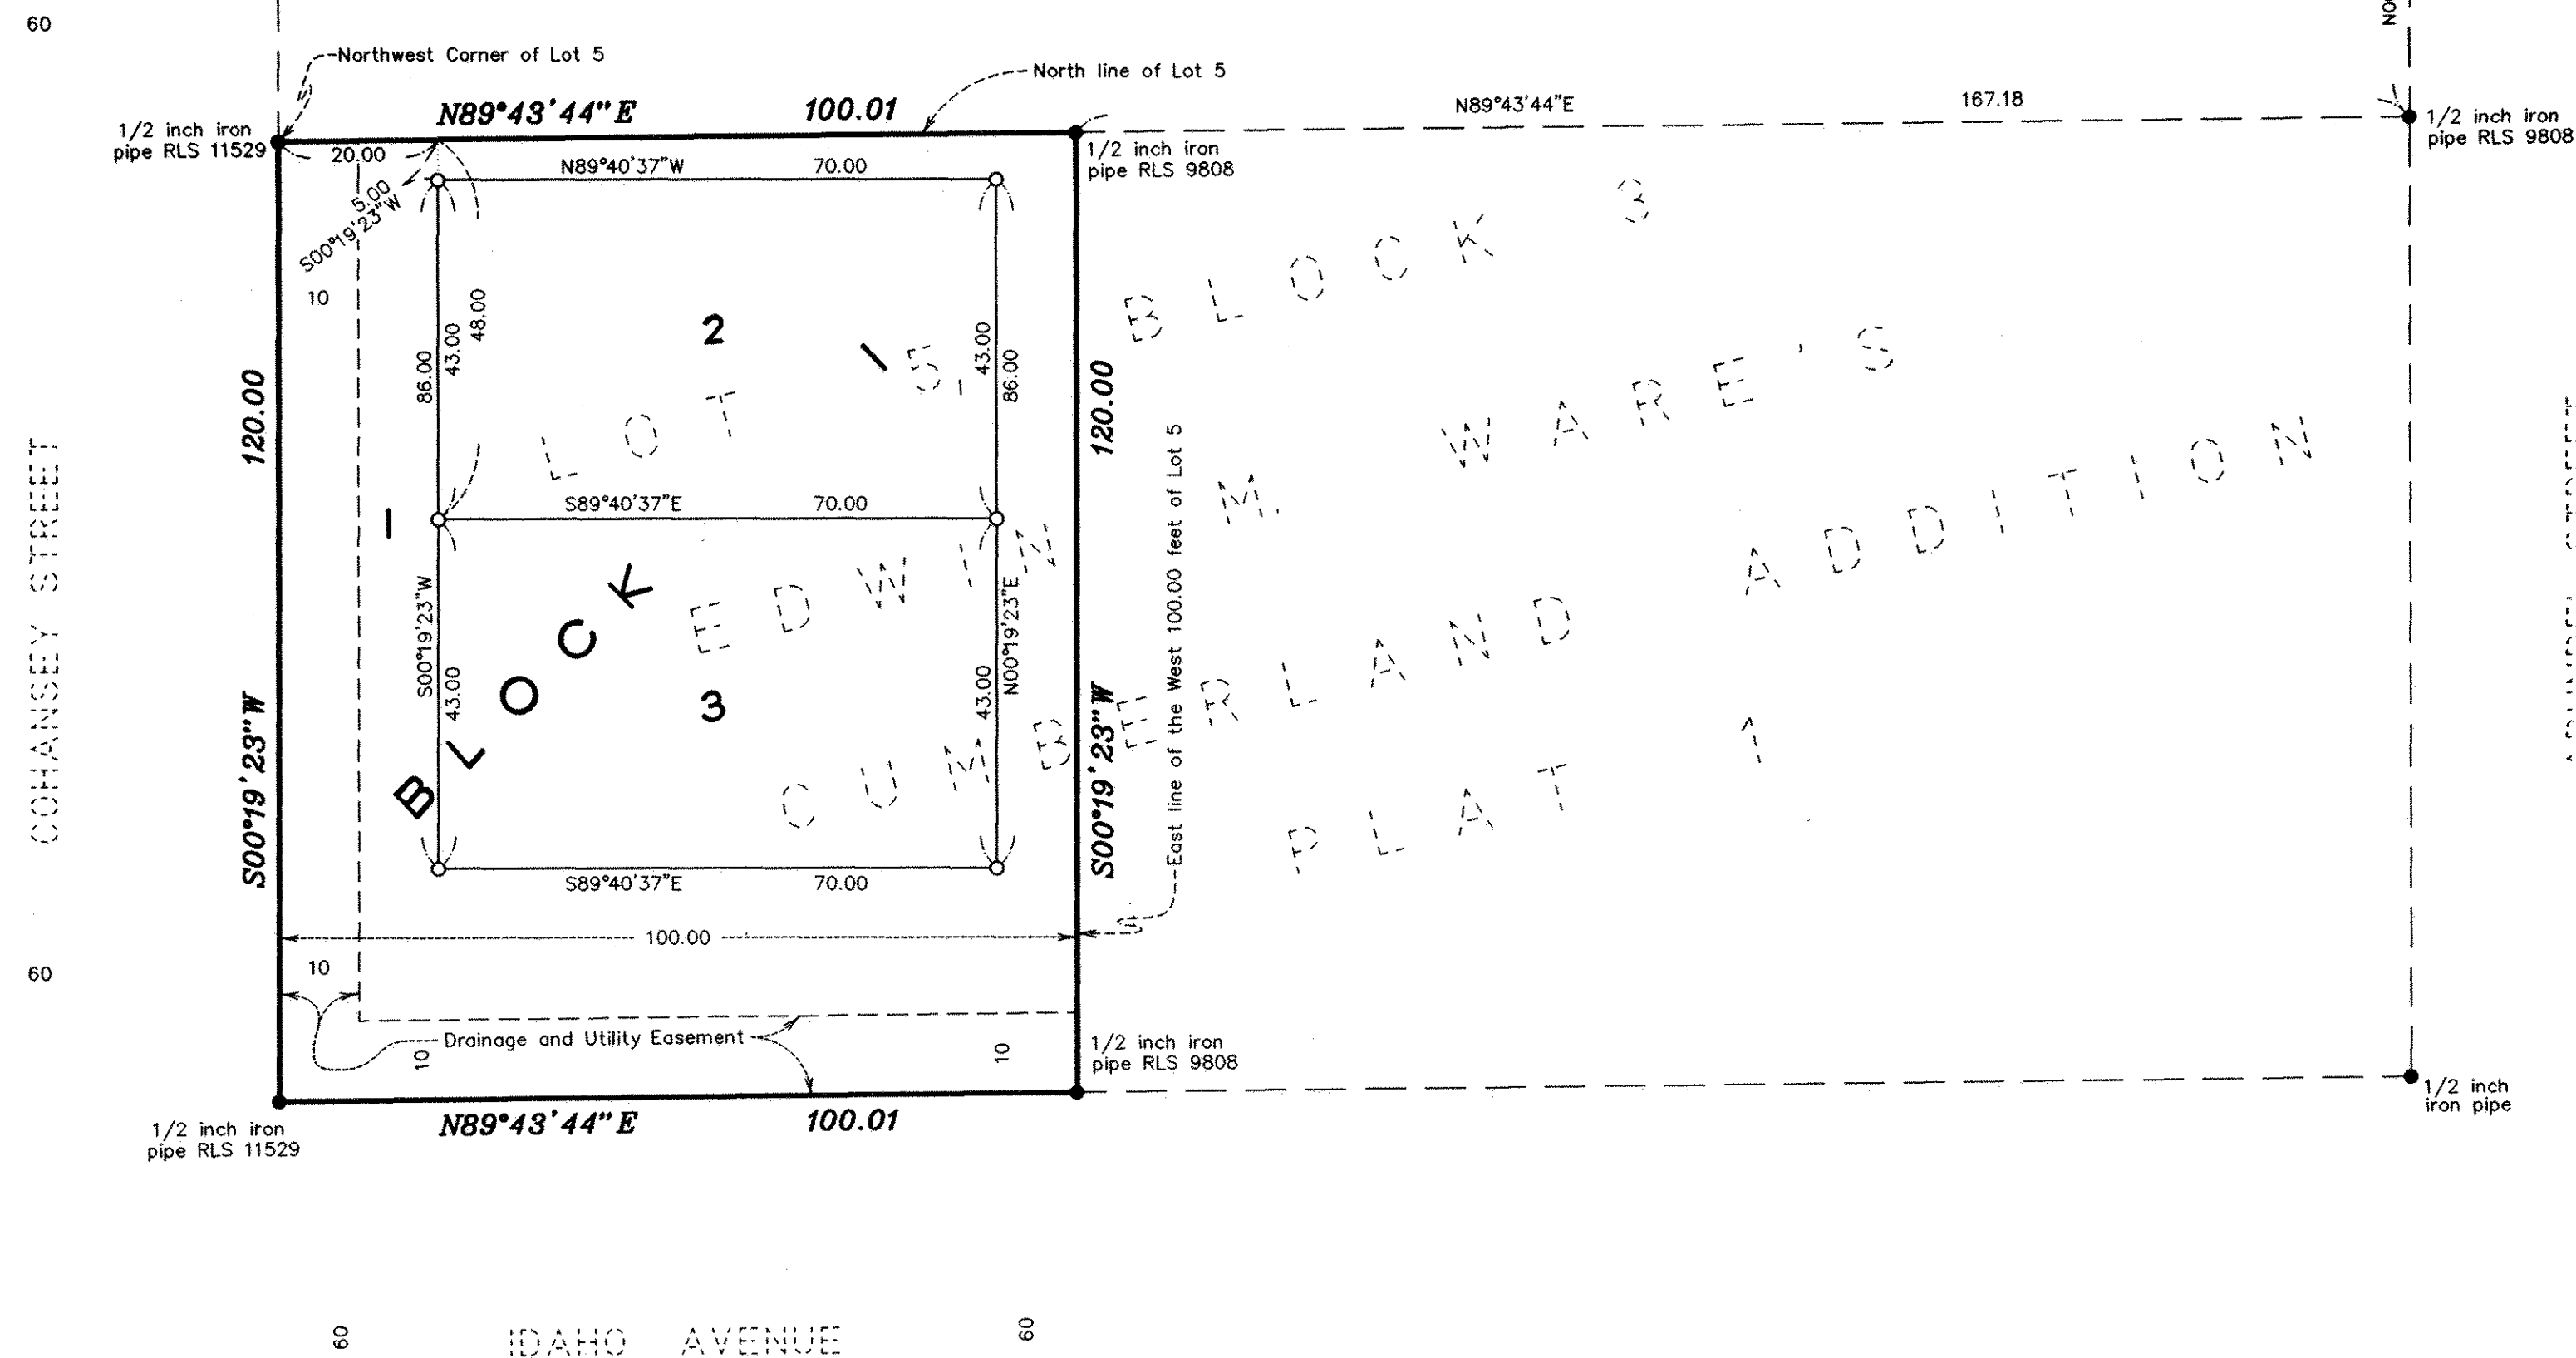 60
Northwest Corner of Lot 5
North line of Lot 5
N89°43'44"E 100.01
N89°43'44"E 167.18
1/2 inch iron
pipe RLS 11529
1/2 inch iron
pipe RLS 9808
1/2 inch iron
pipe RLS 9808
20.00
5.00
S00°19'23"W
N89°40'37"W 70.00
10
48.00
43.00
86.00
2
43.00
86.00
120.00
120.00
LOT 5, BLOCK 3
EDWIN M. WARE'S
CUMBERLAND ADDITION
PLAT 1
COHANSEY STREET
S89°40'37"E 70.00
BLOCK 1
1
S00°19'23"W
43.00
3
43.00
N00°19'23"E
S00°19'23"W
S00°19'23"W
East line of the West 100.00 feet of Lot 5
S89°40'37"E 70.00
100.00
60
10
Drainage and Utility Easement
10
10
1/2 inch iron
pipe RLS 9808
1/2 inch
iron pipe
N89°43'44"E 100.01
1/2 inch iron
pipe RLS 11529
60
IDAHO AVENUE
60